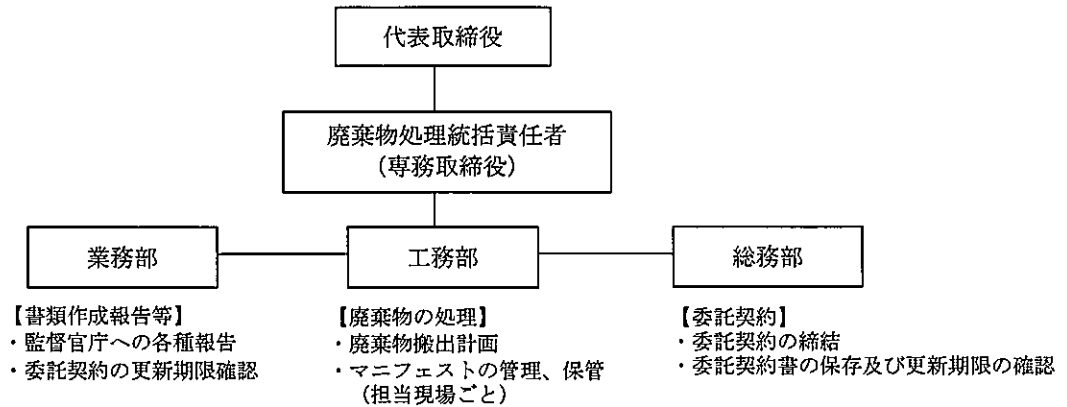 代表取締役
廃棄物処理統括責任者
(専務取締役)
業務部
工務部
総務部
【書類作成報告等】
・監督官庁への各種報告
・委託契約の更新期限確認
【廃棄物の処理】
・廃棄物搬出計画
・マニフェストの管理、保管
(担当現場ごと)
【委託契約】
・委託契約の締結
・委託契約書の保存及び更新期限の確認